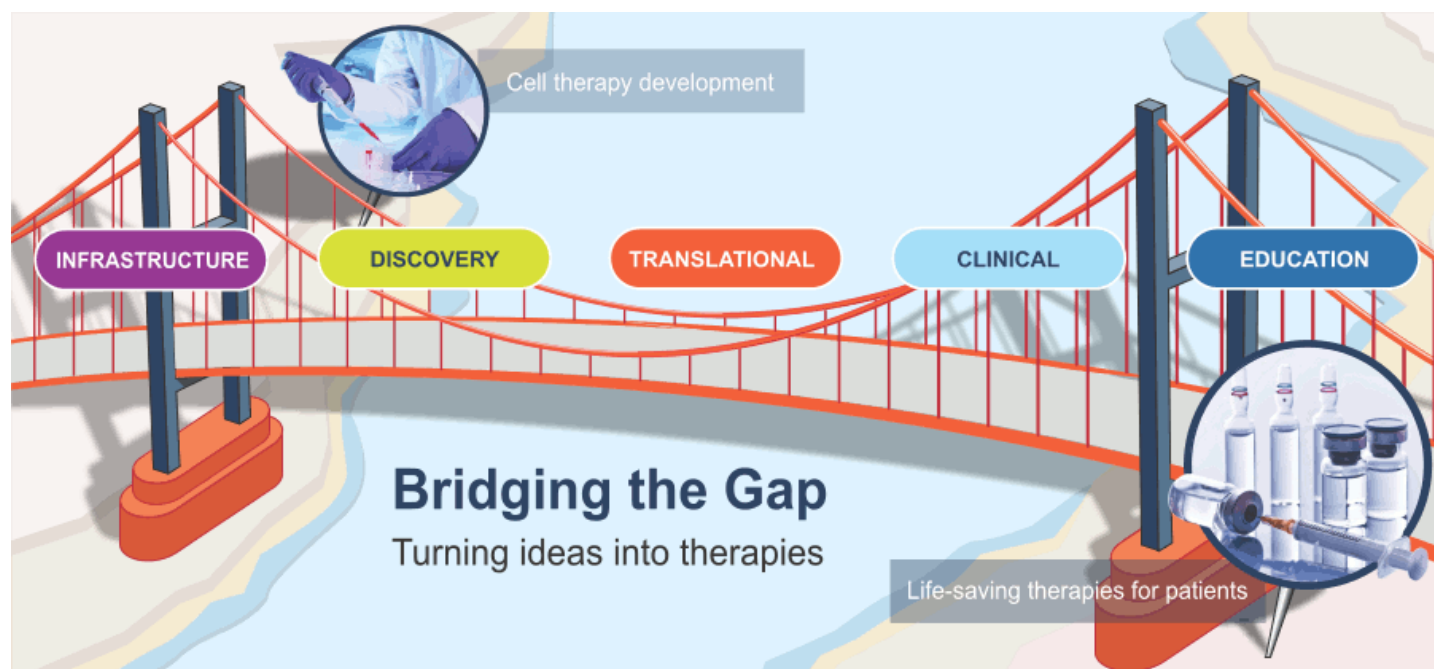 Cell therapy development
INFRASTRUCTURE
DISCOVERY
TRANSLATIONAL
CLINICAL
EDUCATION
Bridging the Gap
Turning ideas into therapies
Life-saving therapies for patients